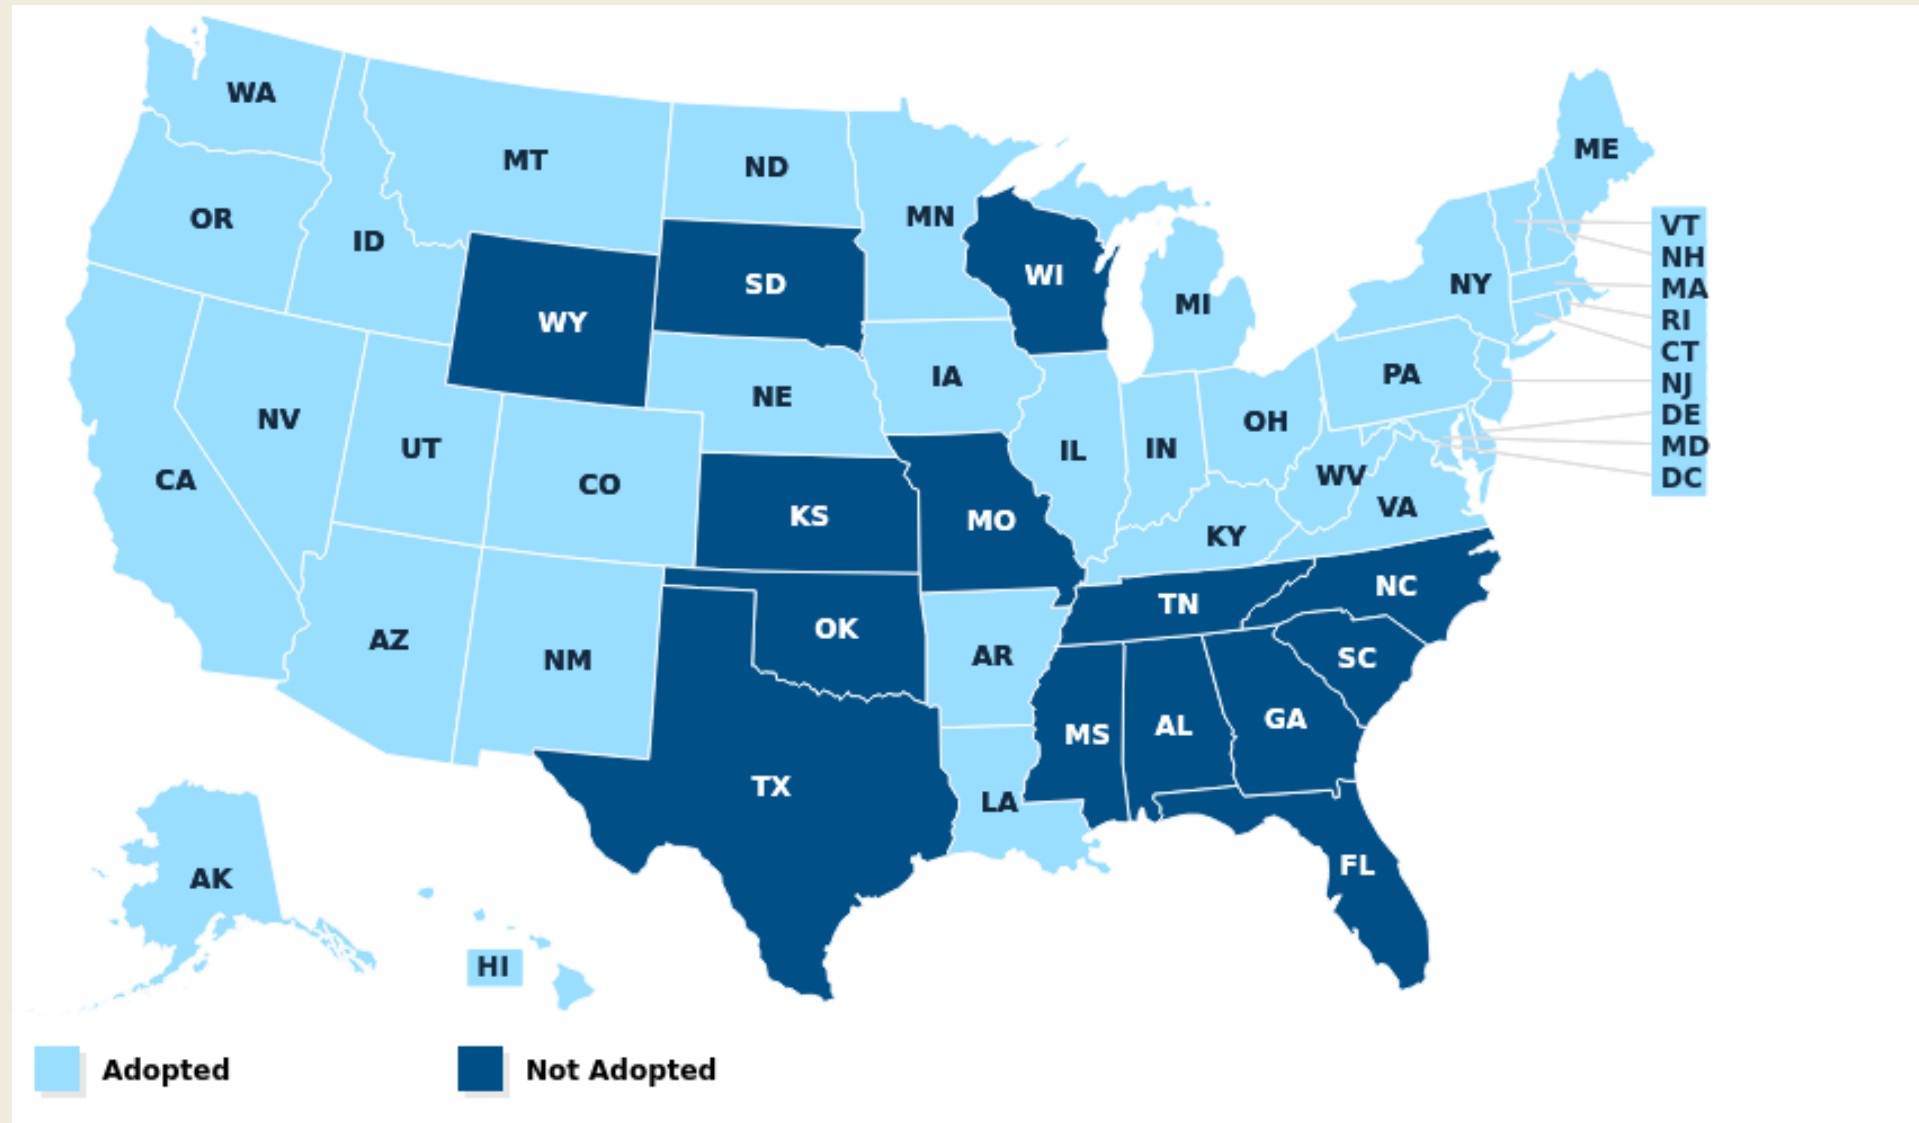 WA
ME
MT
ND
MN
OR
VT
ID
NH
WI
SD
NY
MA
MI
RI
WY
CT
PA
IA
NJ
NE
DE
NV
OH
MD
UT
IL
IN
DC
WV
CA
CO
VA
KS
MO
KY
NC
TN
OK
AZ
AR
SC
NM
GA
AL
MS
TX
LA
FL
AK
HI
Adopted
Not Adopted